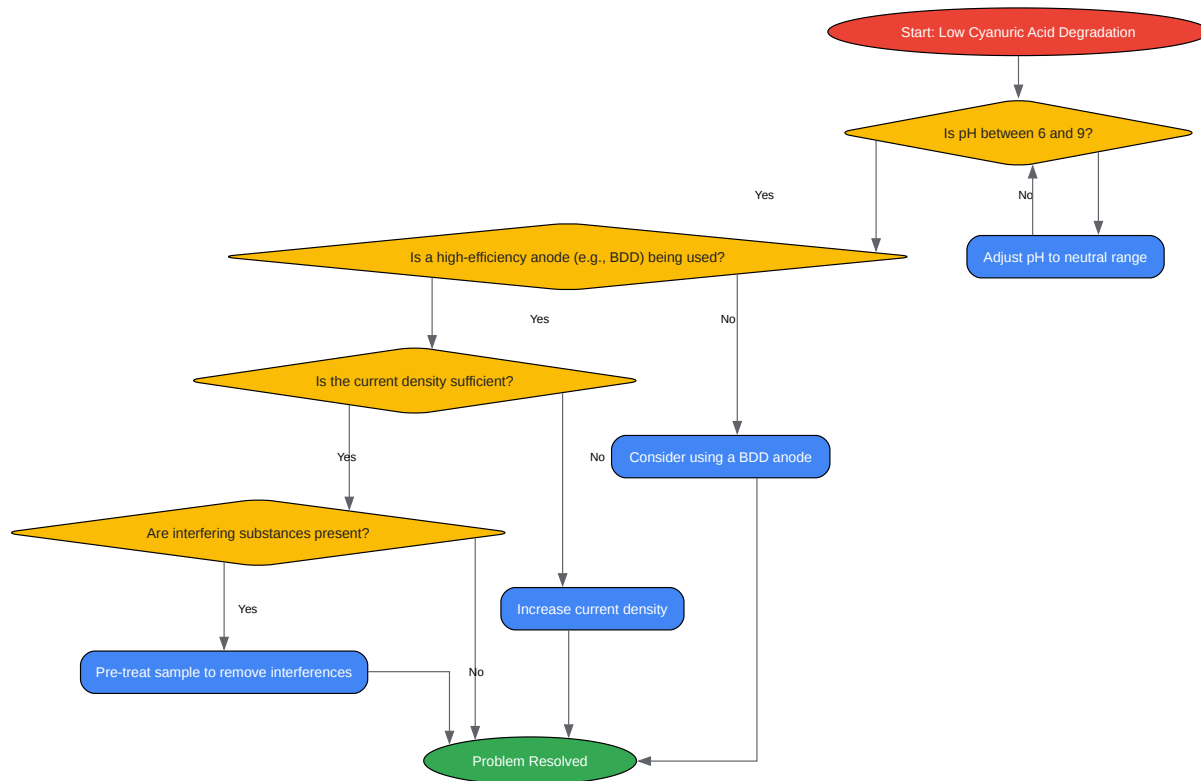 Start: Low Cyanuric Acid Degradation
Is pH between 6 and 9?
Yes
No
Is a high-efficiency anode (e.g., BDD) being used?
Adjust pH to neutral range
Yes
No
Is the current density sufficient?
Yes
No
Consider using a BDD anode
Are interfering substances present?
Yes
Increase current density
Pre-treat sample to remove interferences
No
Problem Resolved